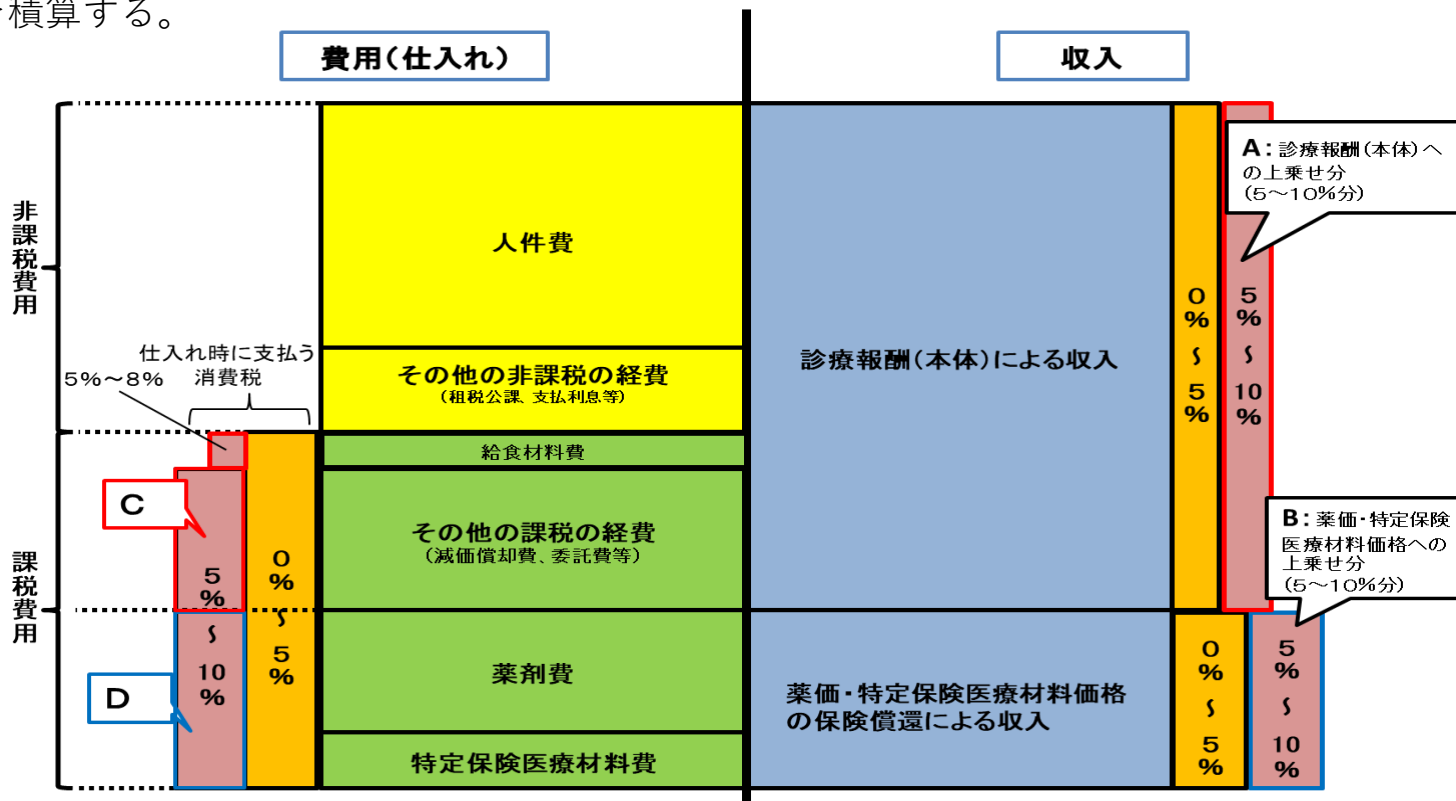 積算する。
費用(仕入れ)
収入
非課税費用
人件費
その他の非課税の経費
(租税公課、支払利息等)
仕入れ時に支払う
消費税
5%～8%
課税費用
給食材料費
その他の課税の経費
(減価償却費、委託費等)
薬剤費
特定保険医療材料費
C
D
5%～10%
0%～5%
診療報酬(本体)による収入
0%～5%
5%～10%
A：診療報酬(本体)へ
の上乗せ分
(5～10%分)
薬価・特定保険医療材料価格
の保険償還による収入
0%～5%
5%～10%
B：薬価・特定保険
医療材料価格への
上乗せ分
(5～10%分)